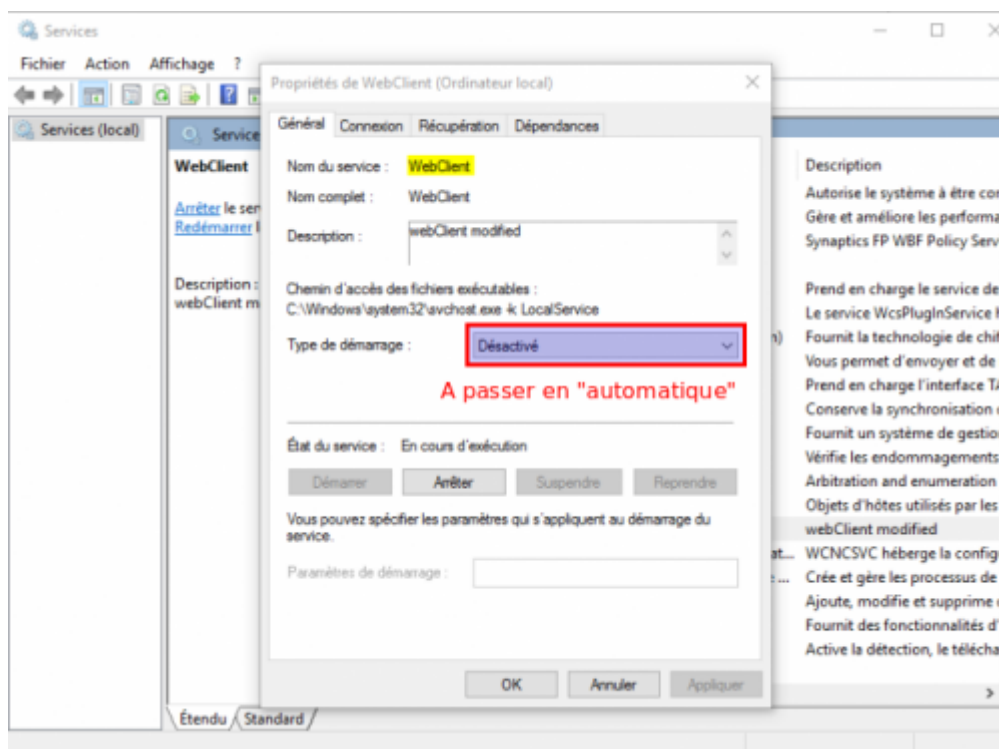 Services
Fichier Action Affichage ?
Services (local)
Service
WebClient
Arrêter le ser
Redémarrer l
Description :
webClient m
Propriétés de WebClient (Ordinateur local)
Général Connexion Récupération Dépendances
Nom du service : WebClient
Nom complet : WebClient
Description : webClient modified
Chemin d'accès des fichiers exécutables :
C:\Windows\system32\svchost.exe -k LocalService
Type de démarrage : Désactivé
A passer en "automatique"
État du service : En cours d'exécution
Démarrer Arrêter Suspendre Reprendre
Vous pouvez spécifier les paramètres qui s'appliquent au démarrage du
service.
Paramètres de démarrage :
OK Annuler Appliquer
Description
Autorise le système à être con
Gère et améliore les performa
Synaptics FP WBF Policy Serv
Prend en charge le service de
Le service WcsPlugInService h
n) Fournit la technologie de chif
Vous permet d'envoyer et de
Prend en charge l'interface TA
Conserve la synchronisation
Fournit un système de gestio
Vérifie les endommagements
Arbitration and enumeration
Objets d'hôtes utilisés par les
webClient modified
at... WCNCSVC héberge la config
... Crée et gère les processus de
Ajoute, modifie et supprime
Fournit des fonctionnalités d'
Active la détection, le télécha
Étendu Standard